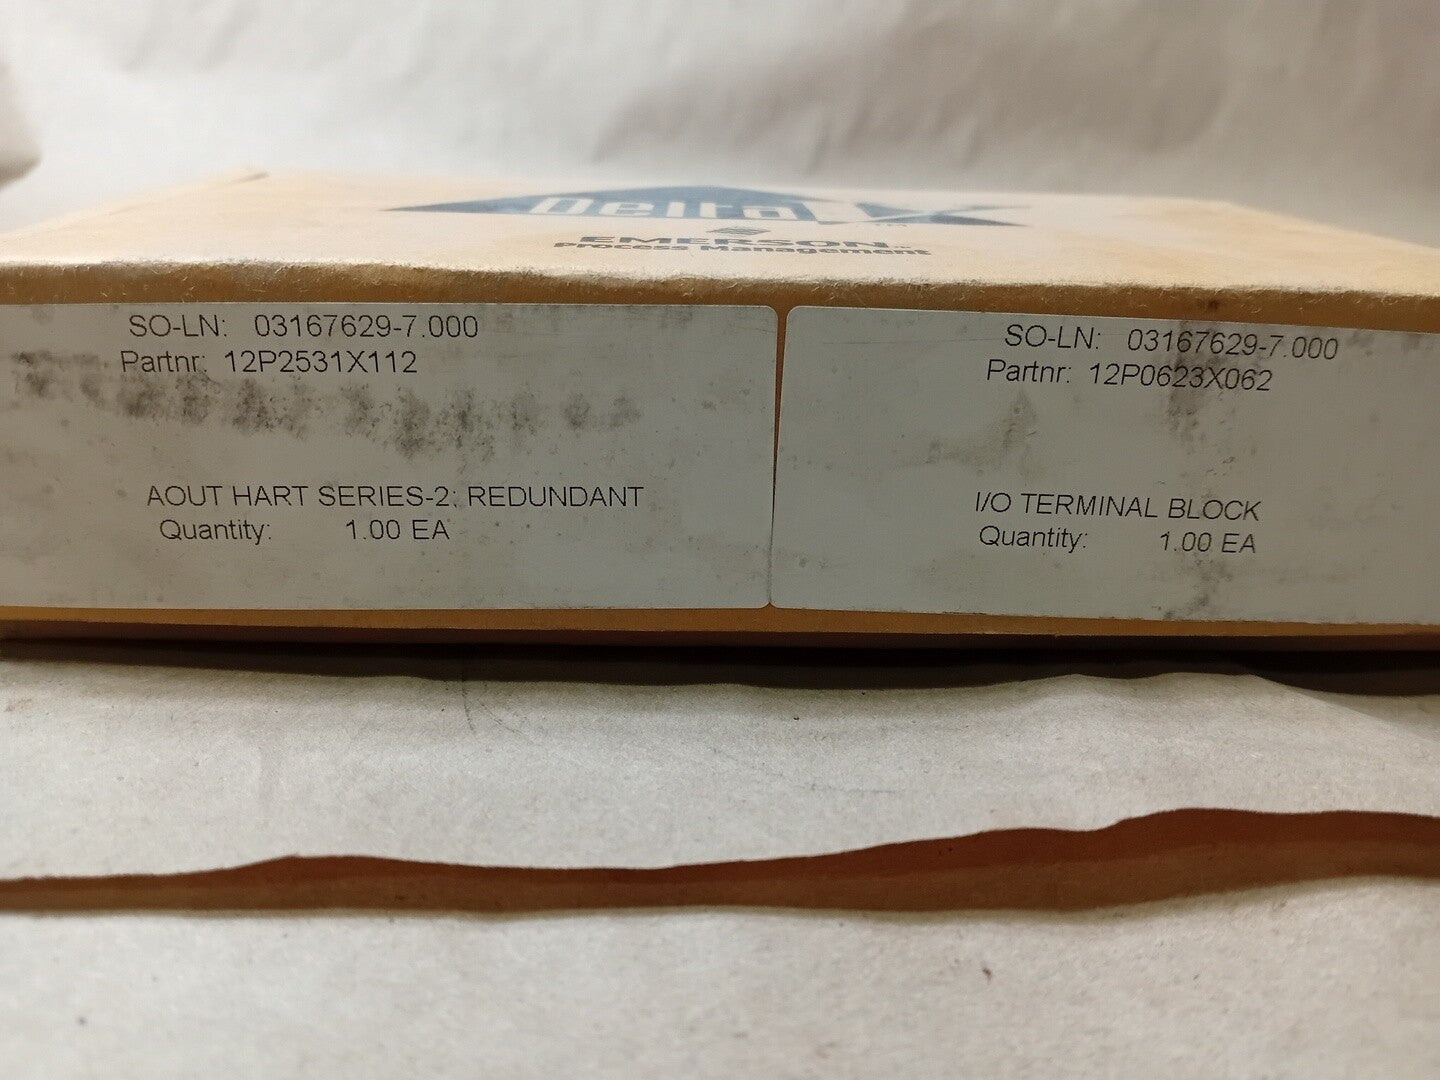 DeltaV
EMERSON
Process Management
SO-LN: 03167629-7.000
Partnr: 12P2531X112
AOUT HART SERIES-2; REDUNDANT
Quantity: 1.00 EA
SO-LN: 03167629-7.000
Partnr: 12P0623X062
I/O TERMINAL BLOCK
Quantity: 1.00 EA